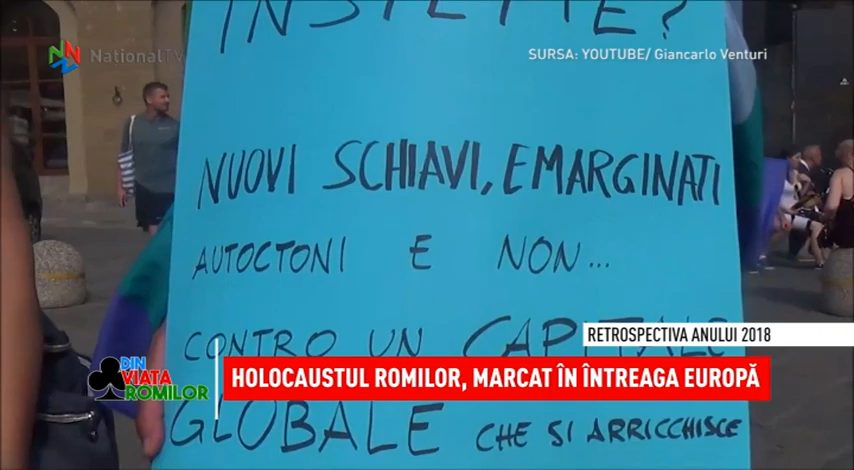 INSIEME?
NationalTV
SURSA: YOUTUBE/ Giancarlo Venturi
NUOVI SCHIAVI, EMARGINATI
AUTOCTONI E NON...
CONTRO UN CAPITALE
RETROSPECTIVA ANULUI 2018
DIN VIAȚA ROMILOR
HOLOCAUSTUL ROMILOR, MARCAT ÎN ÎNTREAGA EUROPĂ
GLOBALE CHE SI ARRICCHISCE